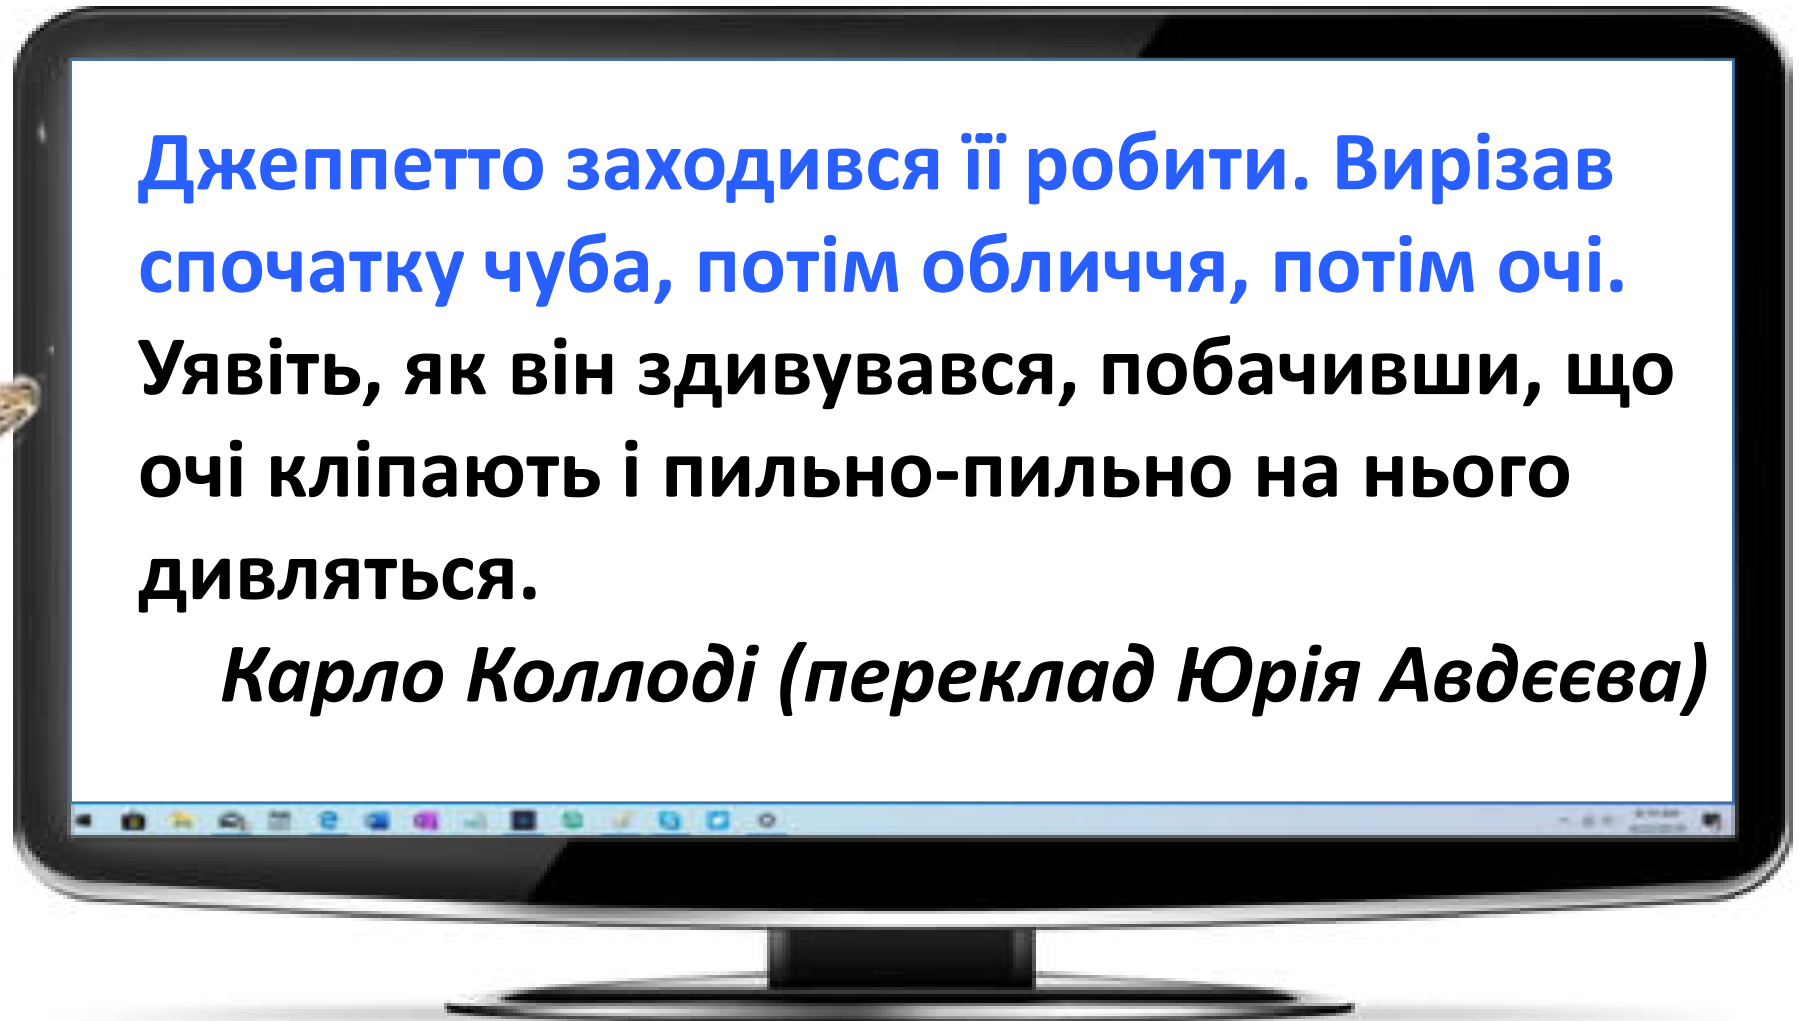 Джеппетто заходився її робити. Вирізав
спочатку чуба, потім обличчя, потім очі.
Уявіть, як він здивувався, побачивши, що
очі кліпають і пильно-пильно на нього
дивляться.
Карло Коллоді (переклад Юрія Авдєєва)